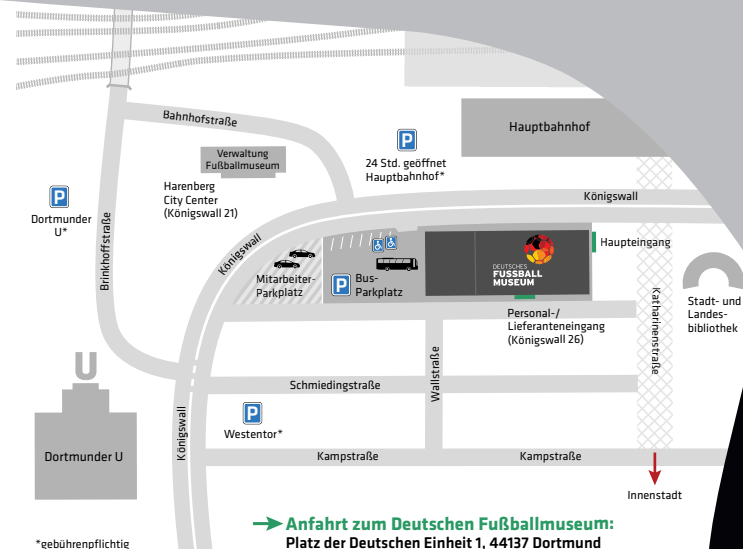 Bahnhofstraße
Hauptbahnhof
P
24 Std. geöffnet
Hauptbahnhof*
Verwaltung
Fußballmuseum
Harenberg
City Center
(Königswall 21)
P
Dortmunder
U*
Brinkhoffstraße
Königswall
Königswall
Haupteingang
DEUTSCHES
FUSSBALL
MUSEUM
Mitarbeiter-
Parkplatz
P
Bus-
Parkplatz
Personal-/
Lieferanteneingang
(Königswall 26)
Katharinenstraße
Stadt- und
Landes-
bibliothek
Wallstraße
U
Schmiedingstraße
P
Westentor*
Königswall
Dortmunder U
Kampstraße
Kampstraße
Innenstadt
Anfahrt zum Deutschen Fußballmuseum:
Platz der Deutschen Einheit 1, 44137 Dortmund
*gebührenpflichtig